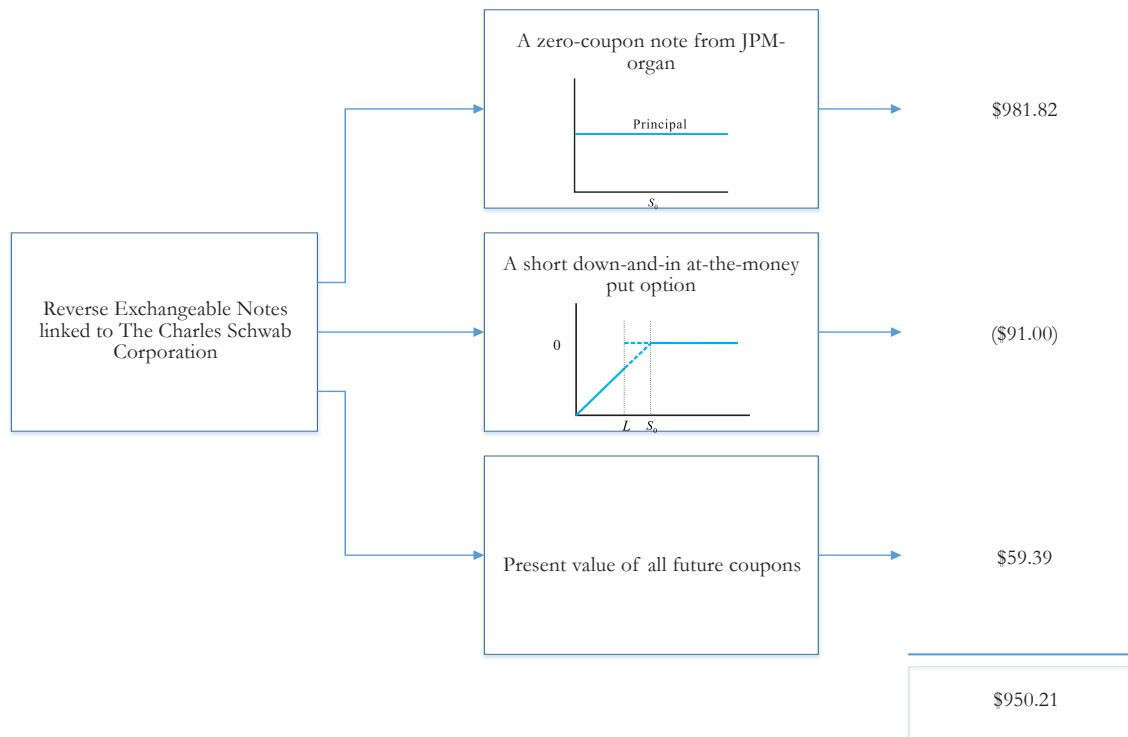 A zero-coupon note from JPM-
organ
Principal
S₀
$981.82
Reverse Exchangeable Notes
linked to The Charles Schwab
Corporation
A short down-and-in at-the-money
put option
0
L S₀
($91.00)
Present value of all future coupons
$59.39
$950.21